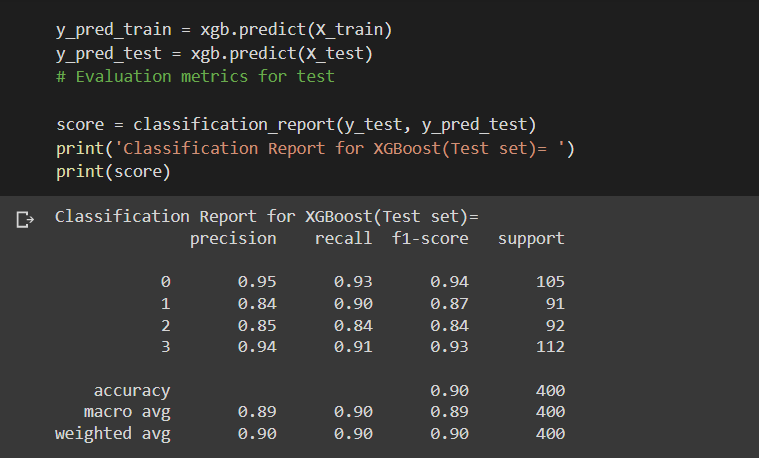 y_pred_train = xgb.predict(X_train)
y_pred_test = xgb.predict(X_test)
# Evaluation metrics for test
score = classification_report(y_test, y_pred_test)
print('Classification Report for XGBoost(Test set)= ')
print(score)
Classification Report for XGBoost(Test set)=
precision recall f1-score support
0 0.95 0.93 0.94 105
1 0.84 0.90 0.87 91
2 0.85 0.84 0.84 92
3 0.94 0.91 0.93 112
accuracy 0.90 400
macro avg 0.89 0.90 0.89 400
weighted avg 0.90 0.90 0.90 400